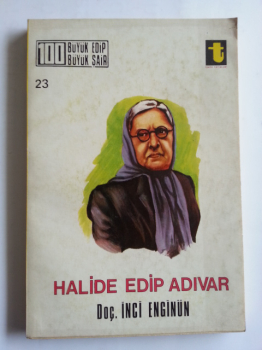 100 BÜYÜK EDİP
BÜYÜK ŞAİR
t
23
HALİDE EDİP ADIVAR
Doç. İNCİ ENGİNÜN